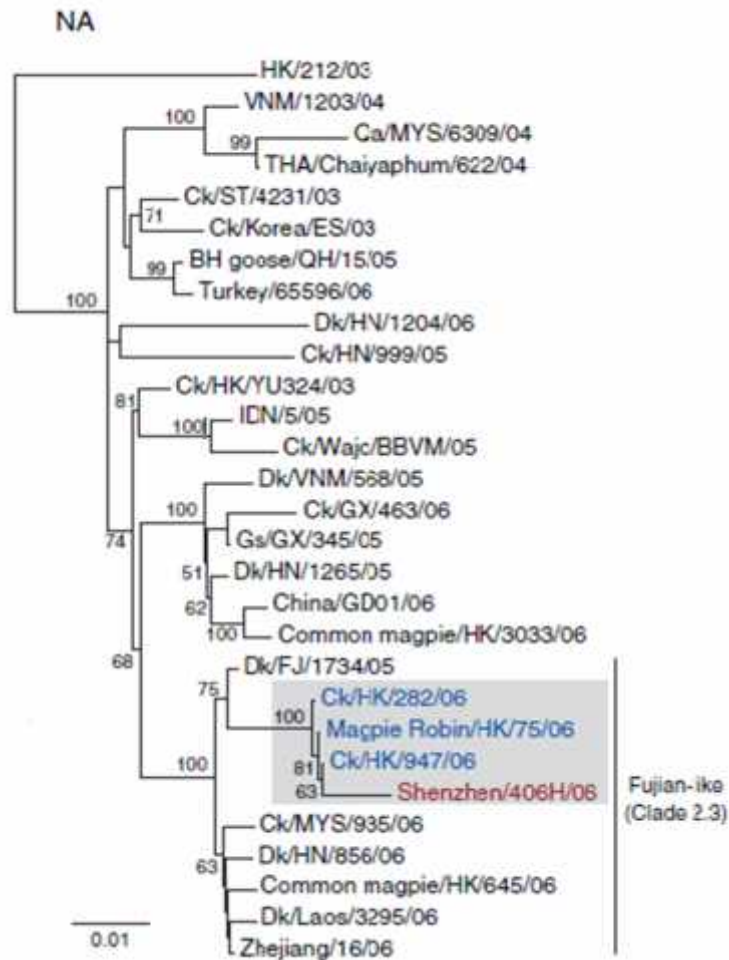 NA
HK/212/03
VNM/1203/04
100
Ca/MYS/6309/04
99
THA/Chaiyaphum/622/04
Ck/ST/4231/03
71
Ck/Korea/ES/03
BH goose/QH/15/05
99
Turkey/65596/06
100
Dk/HN/1204/06
Ck/HN/999/05
Ck/HK/YU324/03
81
IDN/5/05
100
Ck/Wajc/BBVM/05
Dk/VNM/568/05
100
Ck/GX/463/06
74
Gs/GX/345/05
51
Dk/HN/1265/05
62
China/GD01/06
100
Common magpie/HK/3033/06
68
Dk/FJ/1734/05
75
Ck/HK/282/06
100
Magpie Robin/HK/75/06
Ck/HK/947/06
100
81
63
Shenzhen/406H/06
Fujian-ike
(Clade 2.3)
Ck/MYS/935/06
63
Dk/HN/856/06
Common magpie/HK/645/06
Dk/Laos/3295/06
0.01
Zhejiang/16/06